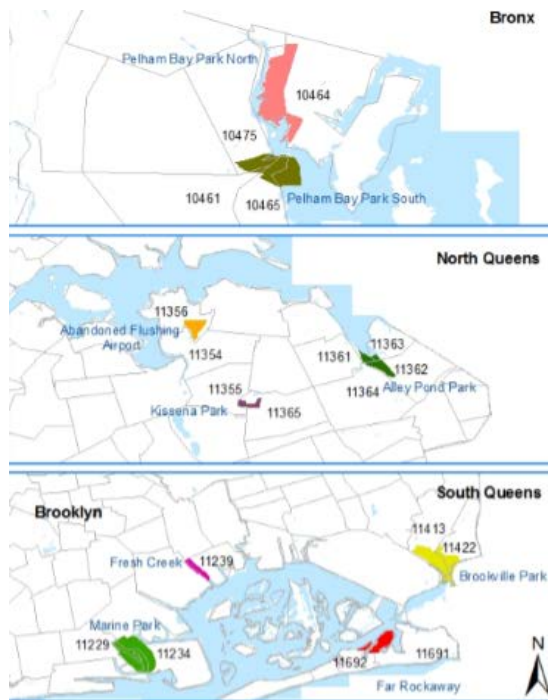 Bronx
Pelham Bay Park North
10464
10475
10461
10465
Pelham Bay Park South
North Queens
11356
Abandoned Flushing
Airport
11354
11363
11361
11362
11364
Alley Pond Park
11355
Kissena Park
11365
South Queens
Brooklyn
11413
11422
Brookville Park
Fresh Creek
11239
Marine Park
11229
11234
11692
11691
Far Rockaway
N